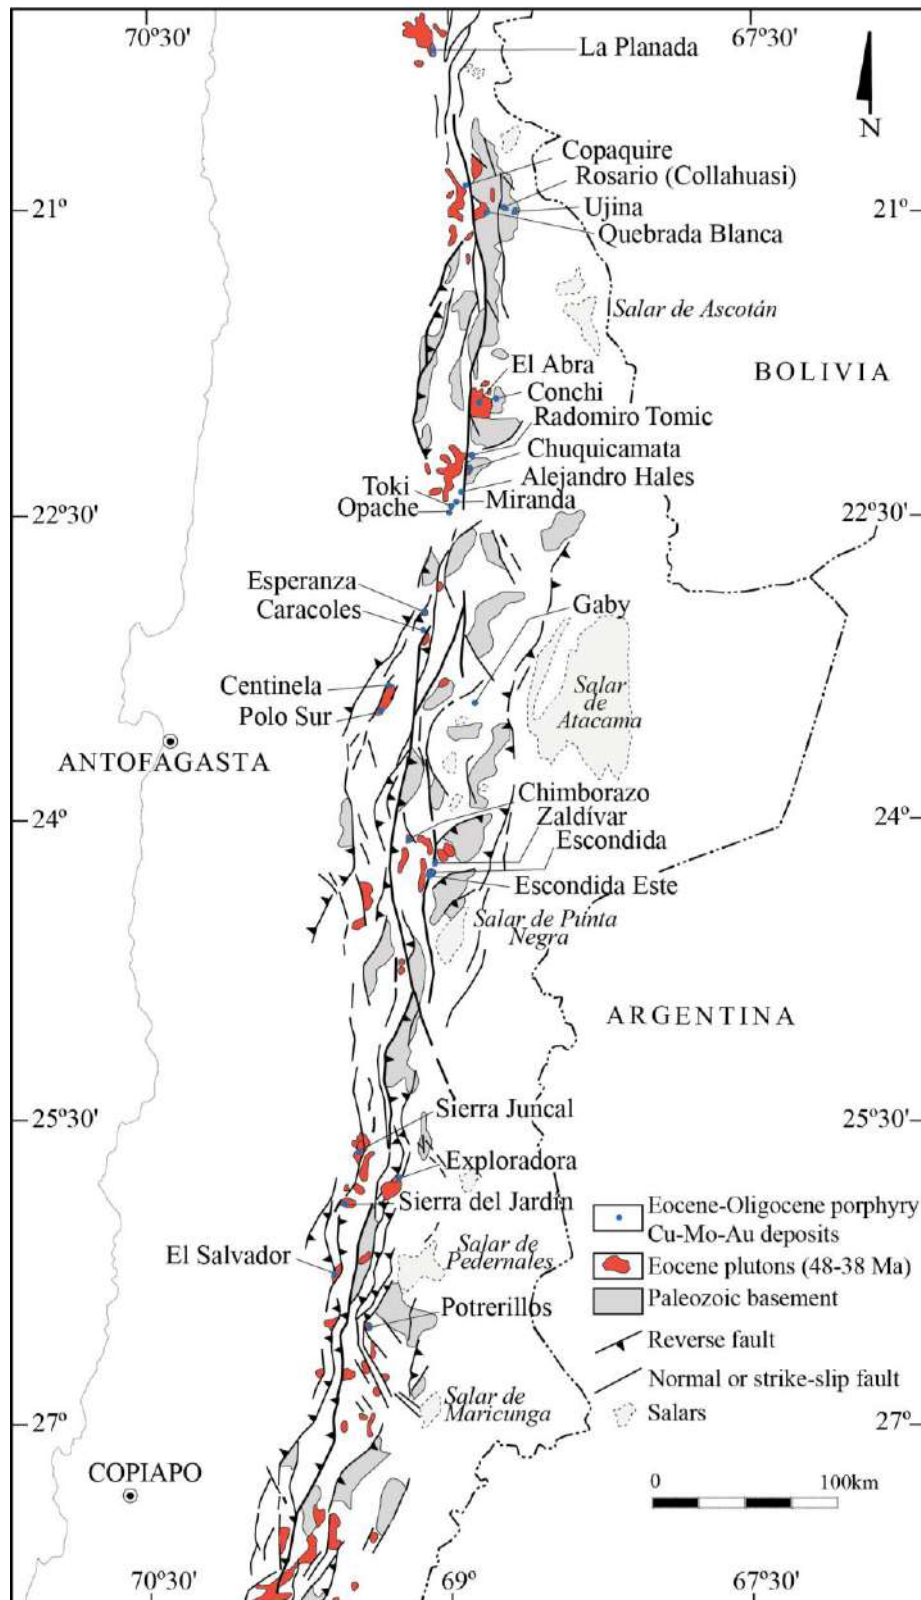 70°30'
67°30'
La Planada
N
Copaquire
Rosario (Collahuasi)
21°
Ujina
21°
Quebrada Blanca
Salar de Ascotán
El Abra
BOLIVIA
Conchi
Radomiro Tomic
Chuquicamata
Alejandro Hales
Toki
Miranda
Opache
22°30'
22°30'
Esperanza
Gaby
Caracoles
Centinela
Salar
de
Atacama
Polo Sur
ANTOFAGASTA
Chimborazo
24°
Zaldívar
24°
Escondida
Escondida Este
Salar de Punta
Negra
ARGENTINA
Sierra Juncal
25°30'
25°30'
Exploradora
Sierra del Jardín
Eocene-Oligocene porphyry
Cu-Mo-Au deposits
El Salvador
Salar de
Pedernales
Eocene plutons (48-38 Ma)
Paleozoic basement
Potrerillos
Reverse fault
Normal or strike-slip fault
Salar de
Maricunga
Salars
27°
27°
COPIAPO
0
100km
70°30'
69°
67°30'